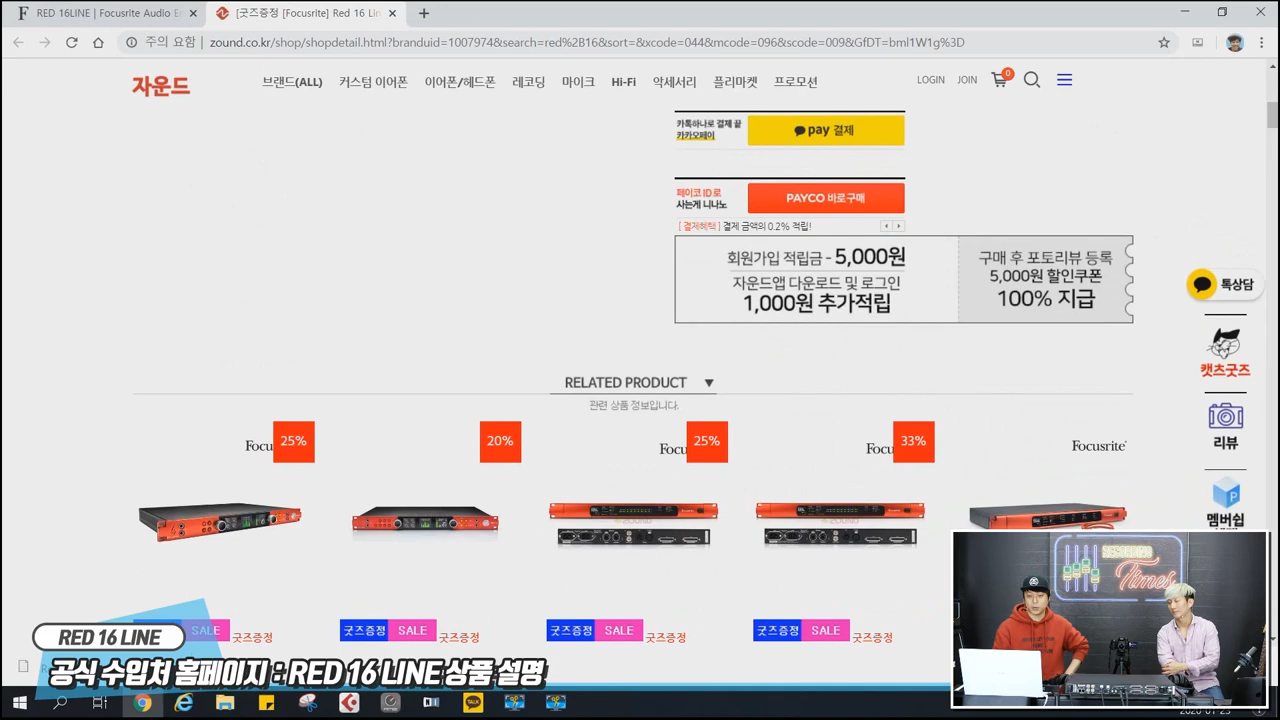 RED 16LINE | Focusrite Audio E
[굿즈증정 [Focusrite] Red 16 Lin
주의 요함
zound.co.kr/shop/shopdetail.html?branduid=1007974&search=red%2B16&sort=&xcode=044&mcode=096&scode=009&GfDT=bml1W1g%3D
자운드
브랜드(ALL) 커스텀 이어폰 이어폰/헤드폰 레코딩 마이크 Hi-Fi 악세서리 플리마켓 프로모션
LOGIN JOIN 0
카톡하나로 결제 끝
카카오페이
pay 결제
페이코 ID로
사는게 니나노
PAYCO 바로구매
[ 결제혜택 ] 결제 금액의 0.2% 적립!
회원가입 적립금 - 5,000원
자운드앱 다운로드 및 로그인
1,000원 추가적립
구매 후 포토리뷰 등록
5,000원 할인쿠폰
100% 지급
톡상담
캣츠굿즈
리뷰
멤버쉽
RELATED PRODUCT ▼
관련 상품 정보입니다.
Focu 25% 20% Focu 25% Focu 33% Focusrite
SALE 굿즈증정 굿즈증정 SALE 굿즈증정 굿즈증정 SALE 굿즈증정 굿즈증정 SALE 굿즈증정
Times
RED 16 LINE
공식 수입처 홈페이지 : RED 16 LINE 상품 설명
TALK
2020-01-23